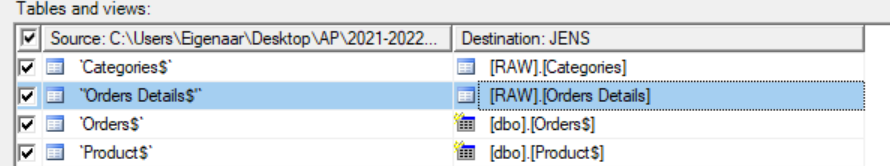 Tables and views:
Source: C:\Users\Eigenaar\Desktop\AP\2021-2022... Destination: JENS
`Categories$` [RAW].[Categories]
`'Orders Details$'` [RAW].[Orders Details]
`Orders$` [dbo].[Orders$]
`Product$` [dbo].[Product$]